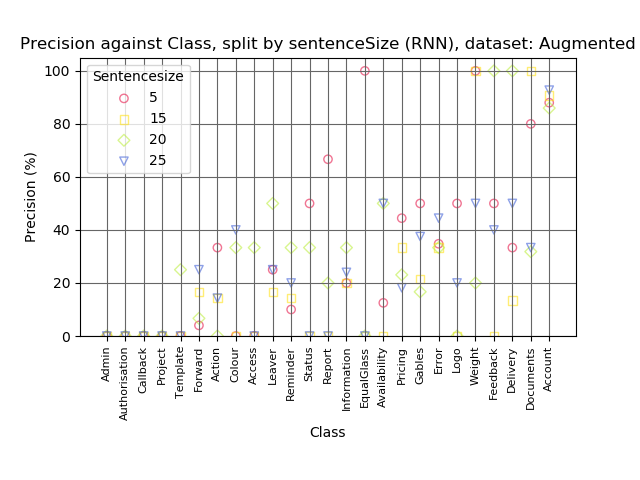 Precision against Class, split by sentenceSize (RNN), dataset: Augmented
Precision (%)
100
80
60
40
20
0
Sentencesize
5
15
20
25
Admin
Authorisation
Callback
Project
Template
Forward
Action
Colour
Access
Leaver
Reminder
Status
Report
Information
EqualGlass
Availability
Pricing
Gables
Error
Logo
Weight
Feedback
Delivery
Documents
Account
Class